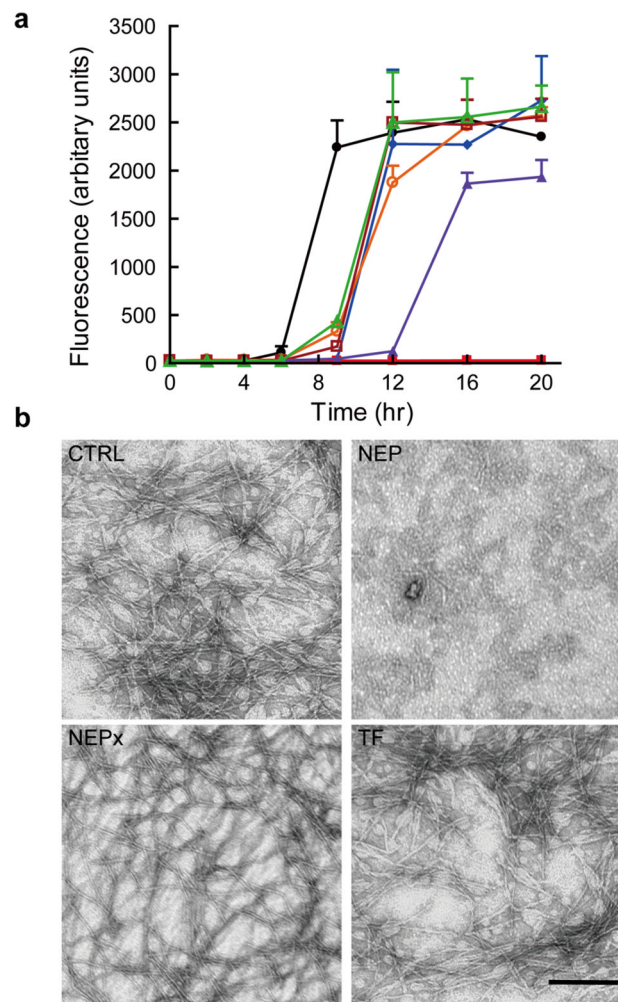 a
Fluorescence (arbitary units)
3500
3000
2500
2000
1500
1000
500
0
0 4 8 12 16 20
Time (hr)
b
CTRL
NEP
NEPx
TF